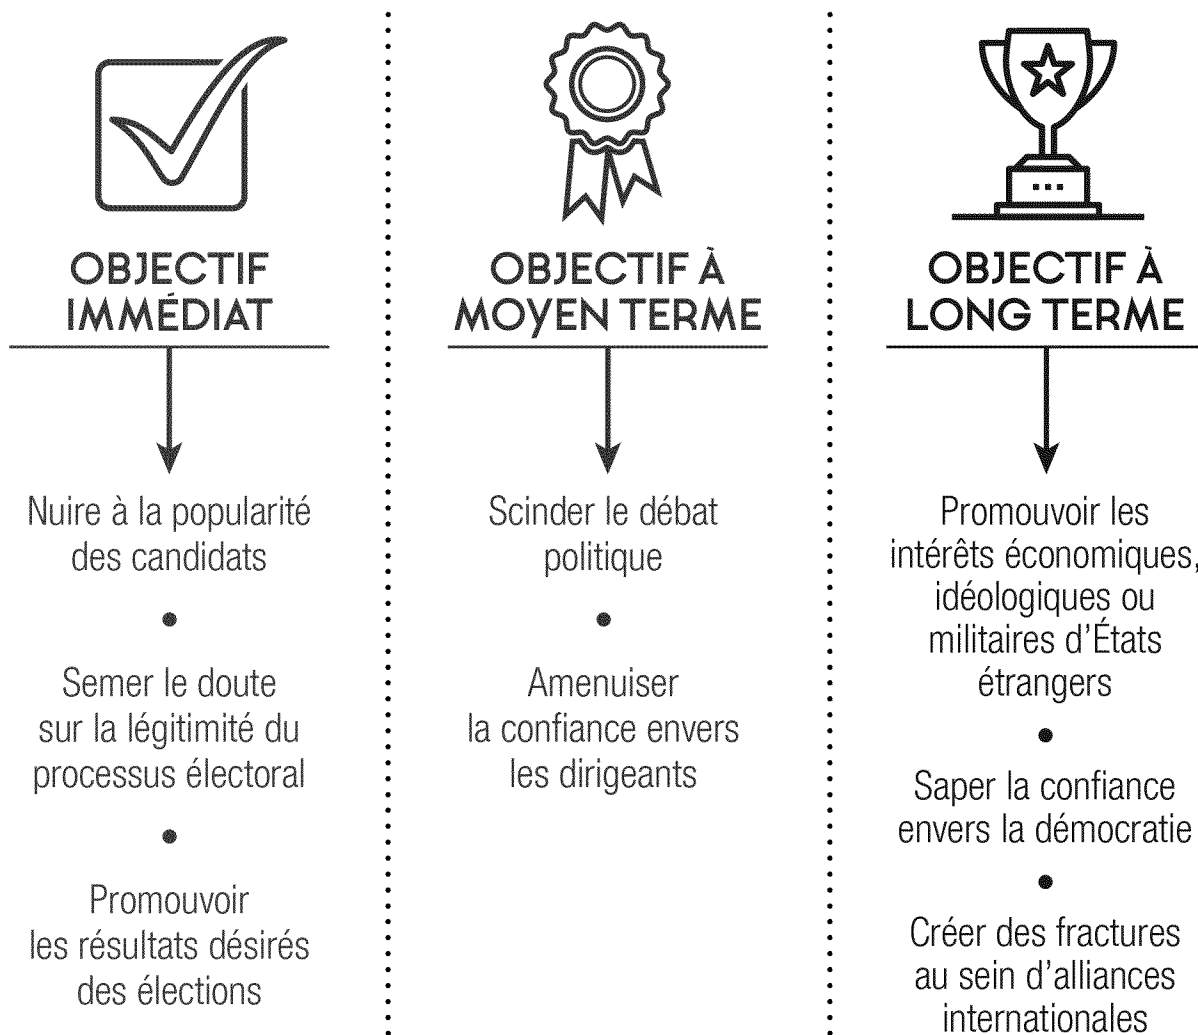 OBJECTIF
IMMÉDIAT
Nuire à la popularité
des candidats
•
Semer le doute
sur la légitimité du
processus électoral
•
Promouvoir
les résultats désirés
des élections
OBJECTIF À
MOYEN TERME
Scinder le débat
politique
•
Amenuiser
la confiance envers
les dirigeants
OBJECTIF À
LONG TERME
Promouvoir les
intérêts économiques,
idéologiques ou
militaires d'États
étrangers
•
Saper la confiance
envers la démocratie
•
Créer des fractures
au sein d'alliances
internationales